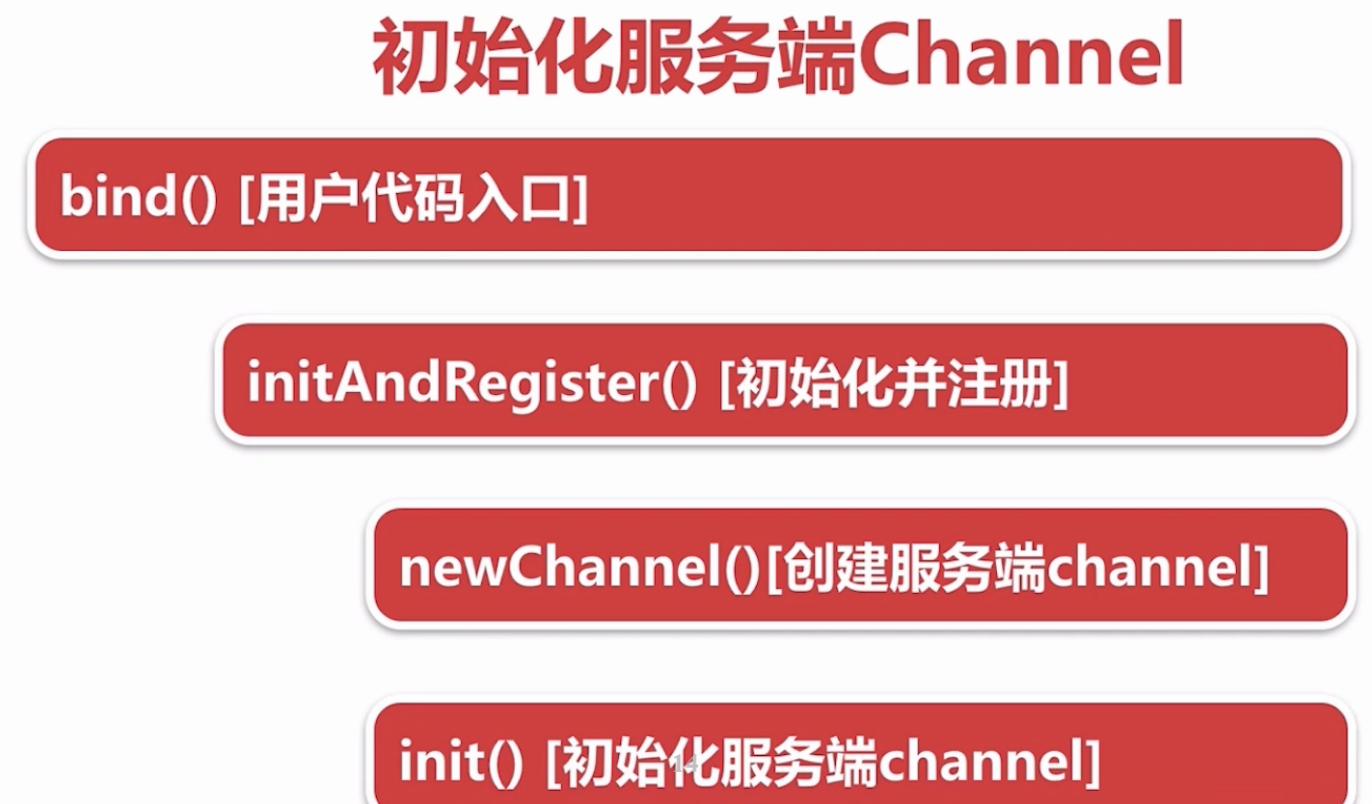 初始化服务端Channel
bind() [用户代码入口]
initAndRegister() [初始化并注册]
newChannel()[创建服务端channel]
init() [初始化服务端channel]
14